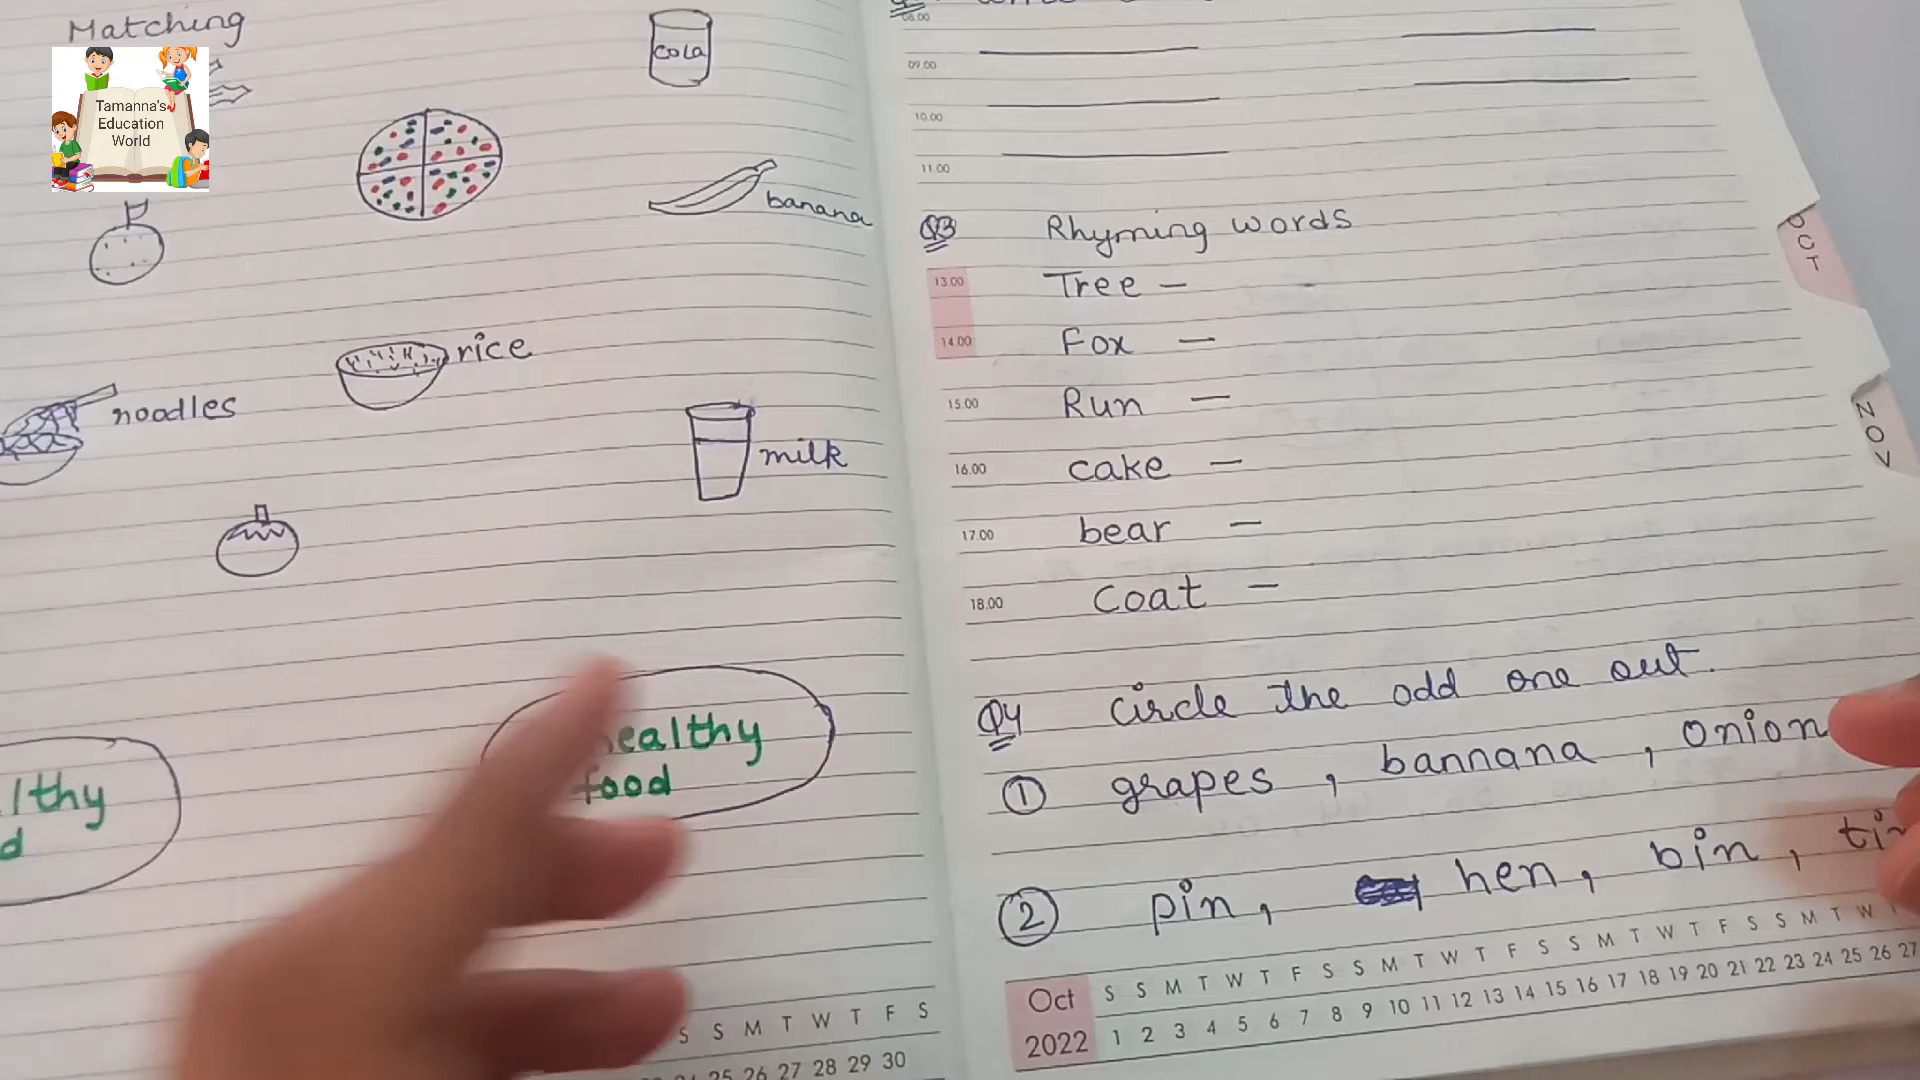 Matching
Tamanna's
Education
World
cola
banana
rice
noodles
milk
healthy
food
08.00
09.00
10.00
11.00
Q3 Rhyming words
13.00 Tree -
14.00 Fox -
15.00 Run -
16.00 cake -
17.00 bear -
18.00 coat -
Q4 Circle the odd one out.
1 grapes, bannana, onion
2 pin, hen, bin,
S S M T W T F S
25 26 27 28 29 30
Oct S S M T W T F S S M T W T F S S M T W T F S S M T W
2022 1 2 3 4 5 6 7 8 9 10 11 12 13 14 15 16 17 18 19 20 21 22 23 24 25 26 27
OCT
NOV